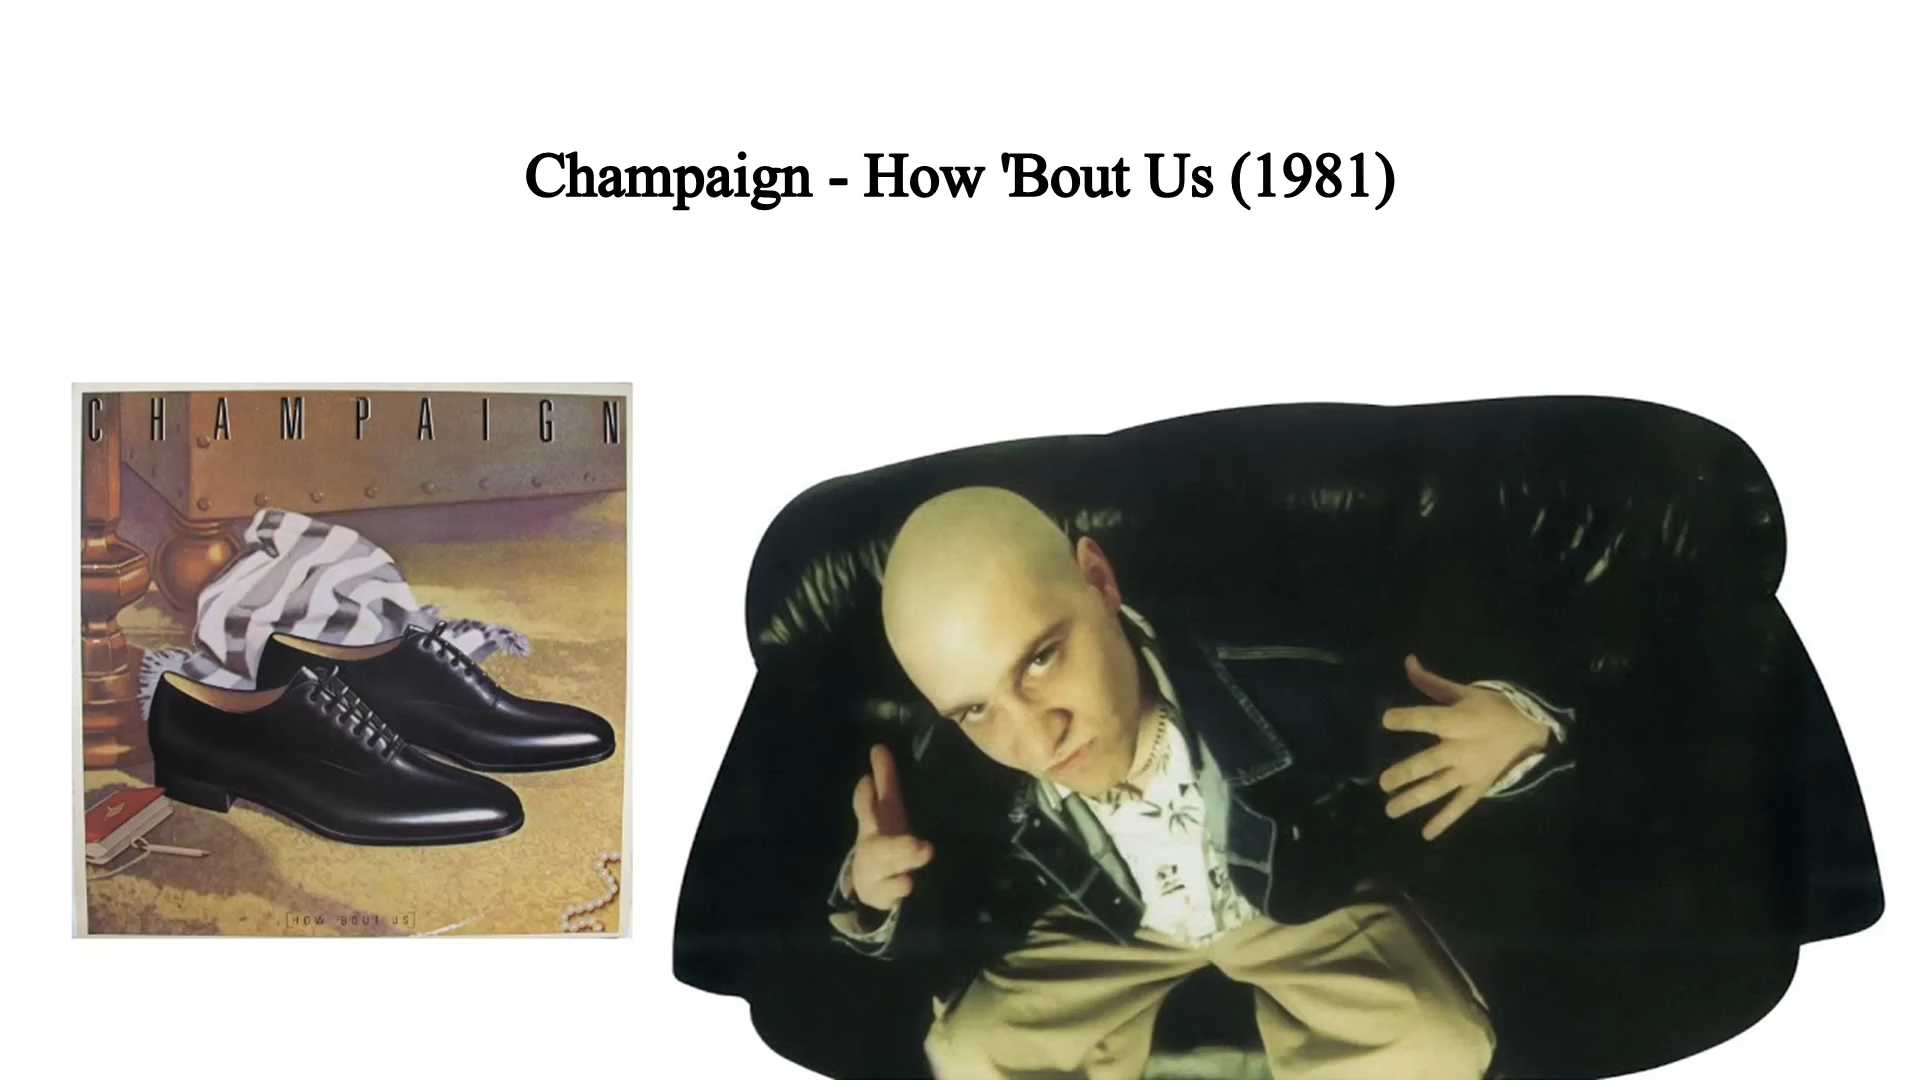 Champaign - How 'Bout Us (1981)
CHAMPAIGN
[HOW 'BOUT US]